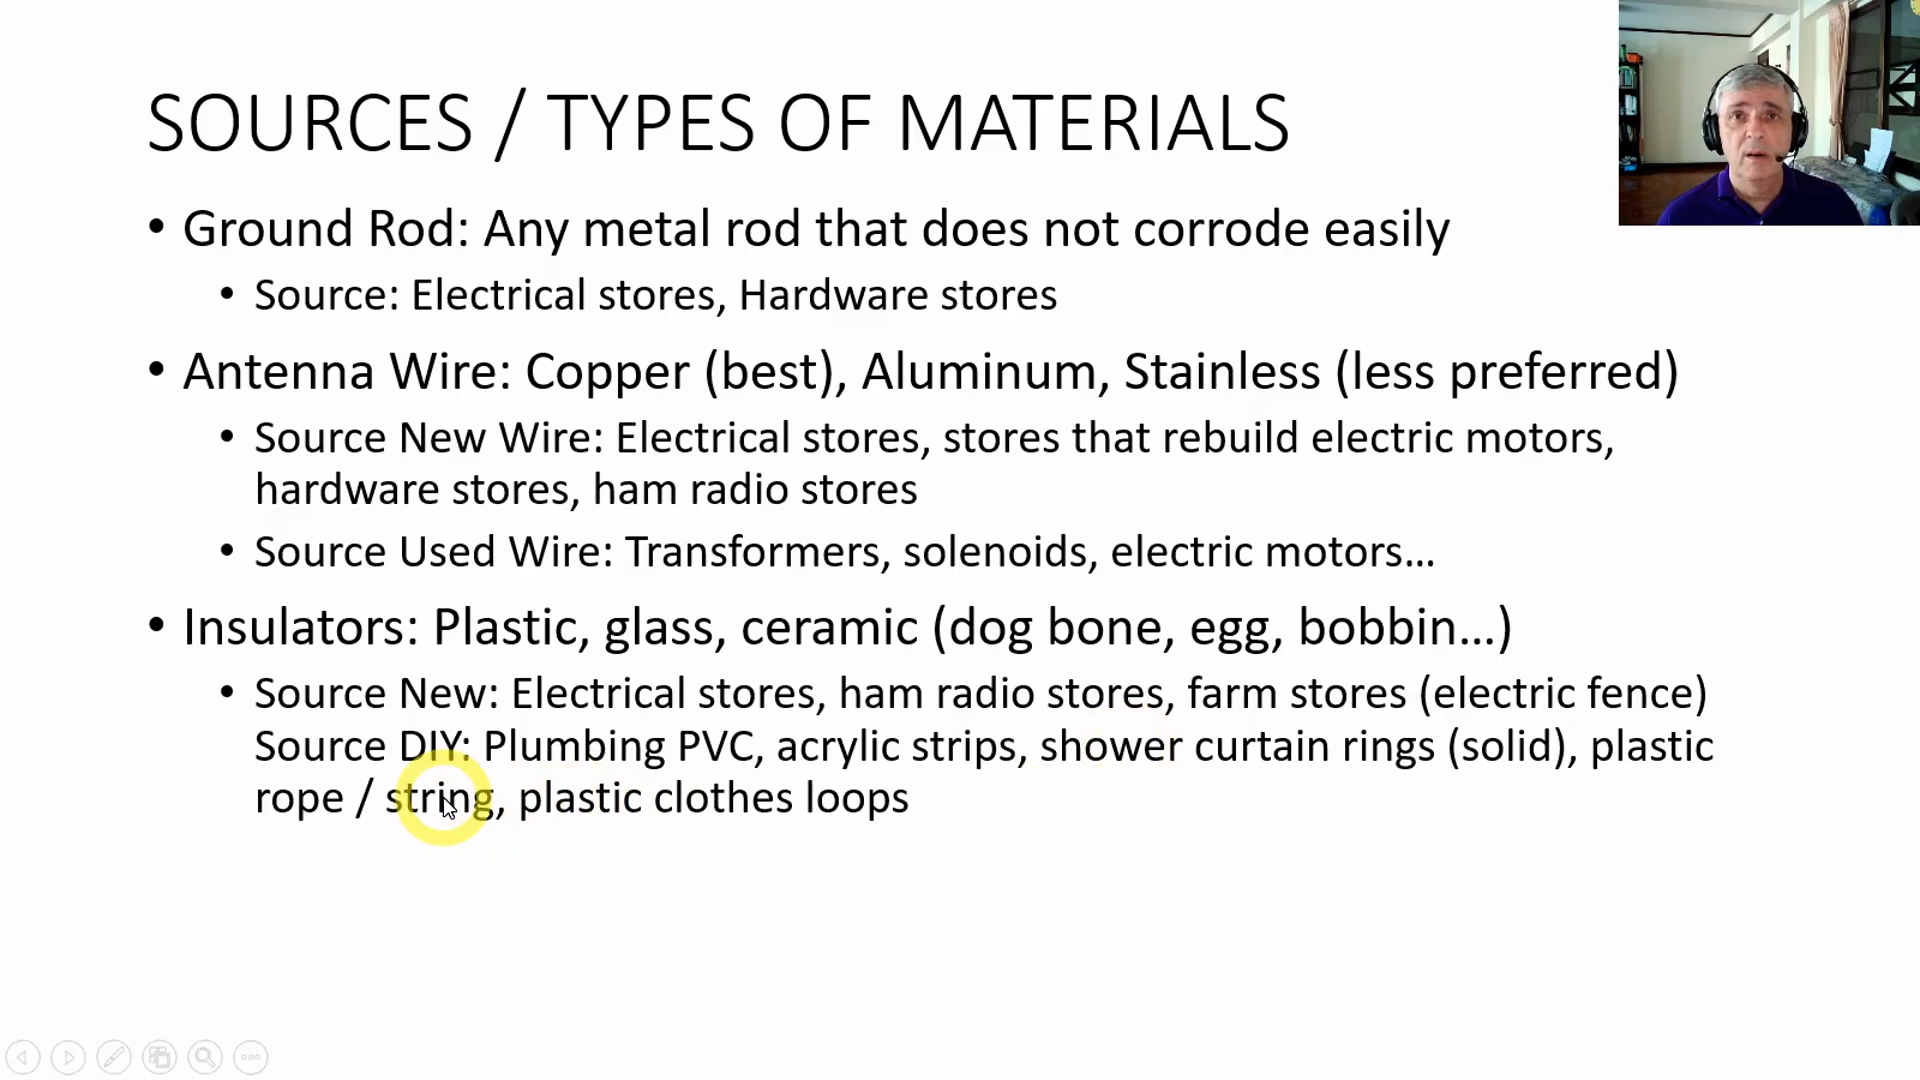 SOURCES / TYPES OF MATERIALS
• Ground Rod: Any metal rod that does not corrode easily
• Source: Electrical stores, Hardware stores
• Antenna Wire: Copper (best), Aluminum, Stainless (less preferred)
• Source New Wire: Electrical stores, stores that rebuild electric motors,
hardware stores, ham radio stores
• Source Used Wire: Transformers, solenoids, electric motors…
• Insulators: Plastic, glass, ceramic (dog bone, egg, bobbin…)
• Source New: Electrical stores, ham radio stores, farm stores (electric fence)
Source DIY: Plumbing PVC, acrylic strips, shower curtain rings (solid), plastic
rope / string, plastic clothes loops